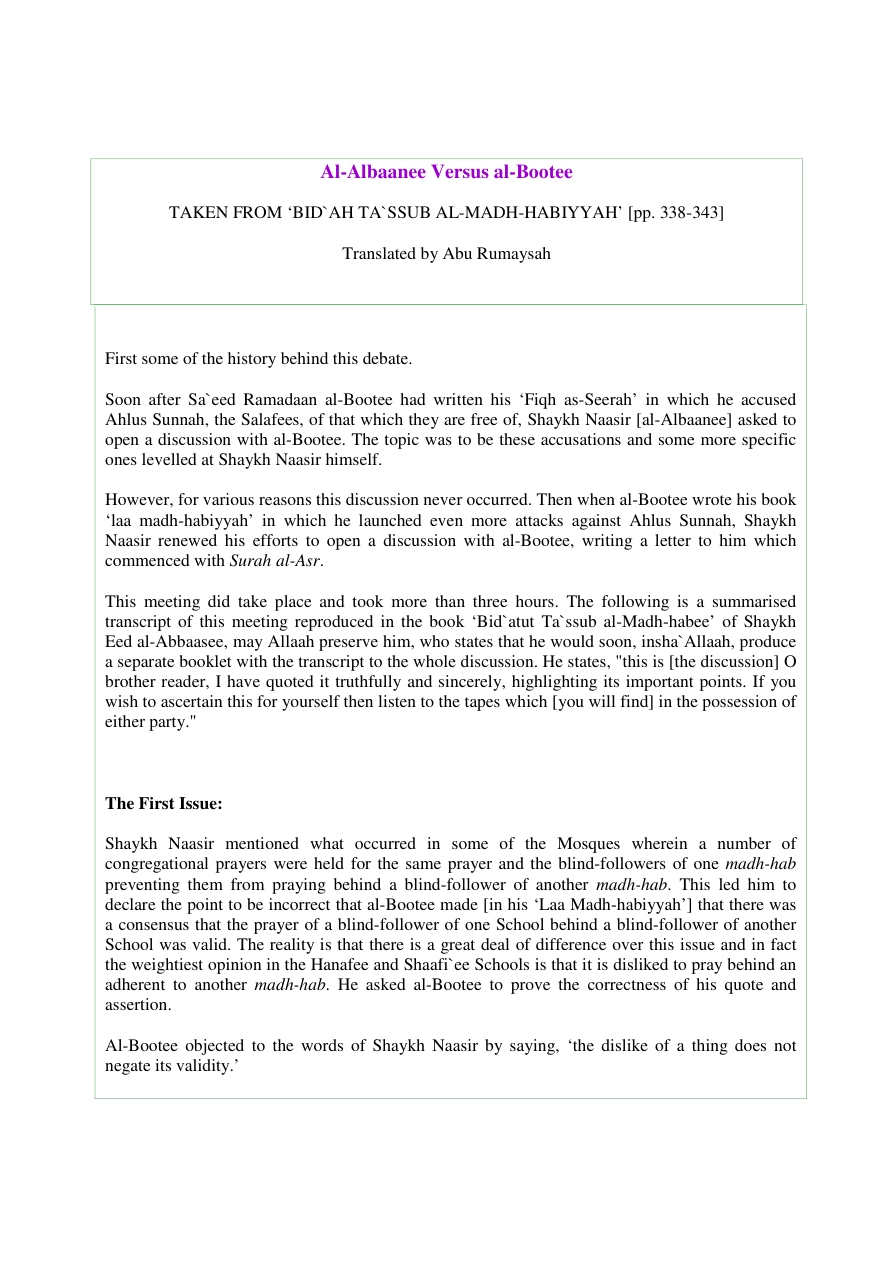 Al-Albaanee Versus al-Bootee
TAKEN FROM ‘BID`AH TA`SSUB AL-MADH-HABIYYAH’ [pp. 338-343]
Translated by Abu Rumaysah
First some of the history behind this debate.
Soon after Sa`eed Ramadaan al-Bootee had written his ‘Fiqh as-Seerah’ in which he accused
Ahlus Sunnah, the Salafees, of that which they are free of, Shaykh Naasir [al-Albaanee] asked to
open a discussion with al-Bootee. The topic was to be these accusations and some more specific
ones levelled at Shaykh Naasir himself.
However, for various reasons this discussion never occurred. Then when al-Bootee wrote his book
‘laa madh-habiyyah’ in which he launched even more attacks against Ahlus Sunnah, Shaykh
Naasir renewed his efforts to open a discussion with al-Bootee, writing a letter to him which
commenced with Surah al-Asr.
This meeting did take place and took more than three hours. The following is a summarised
transcript of this meeting reproduced in the book ‘Bid`atut Ta`ssub al-Madh-habee’ of Shaykh
Eed al-Abbaasee, may Allaah preserve him, who states that he would soon, insha`Allaah, produce
a separate booklet with the transcript to the whole discussion. He states, "this is [the discussion] O
brother reader, I have quoted it truthfully and sincerely, highlighting its important points. If you
wish to ascertain this for yourself then listen to the tapes which [you will find] in the possession of
either party."
The First Issue:
Shaykh Naasir mentioned what occurred in some of the Mosques wherein a number of
congregational prayers were held for the same prayer and the blind-followers of one madh-hab
preventing them from praying behind a blind-follower of another madh-hab. This led him to
declare the point to be incorrect that al-Bootee made [in his ‘Laa Madh-habiyyah’] that there was
a consensus that the prayer of a blind-follower of one School behind a blind-follower of another
School was valid. The reality is that there is a great deal of difference over this issue and in fact
the weightiest opinion in the Hanafee and Shaafi`ee Schools is that it is disliked to pray behind an
adherent to another madh-hab. He asked al-Bootee to prove the correctness of his quote and
assertion.
Al-Bootee objected to the words of Shaykh Naasir by saying, ‘the dislike of a thing does not
negate its validity.’